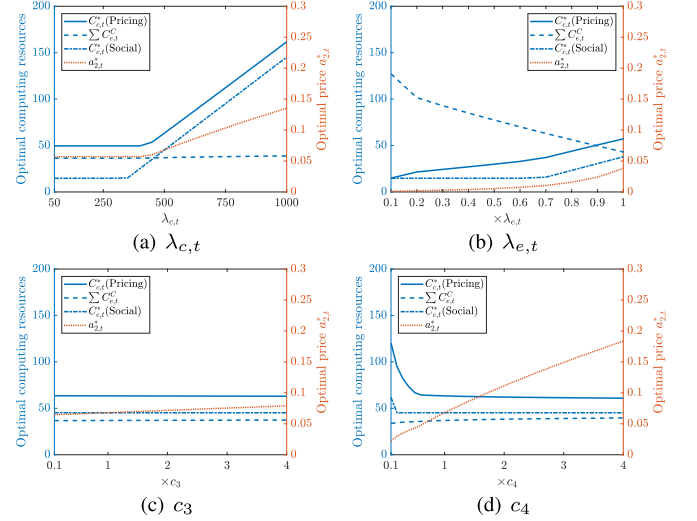 200
150
100
50
0
Optimal computing resources
C*c,t(Pricing)
∑ C^C_e,t
C*c,t(Social)
a*2,t
0.3
0.25
0.2
0.15
0.1
0.05
0
Optimal price a*2,t
50 250 500 750 1000
λc,t
(a) λc,t
200
150
100
50
0
Optimal computing resources
C*c,t(Pricing)
∑ C^C_e,t
C*c,t(Social)
a*2,t
0.3
0.25
0.2
0.15
0.1
0.05
0
Optimal price a*2,t
0.1 0.2 0.3 0.4 0.5 0.6 0.7 0.8 0.9 1
×λe,t
(b) λe,t
200
150
100
50
0
Optimal computing resources
C*c,t(Pricing)
∑ C^C_e,t
C*c,t(Social)
a*2,t
0.3
0.25
0.2
0.15
0.1
0.05
0
Optimal price a*2,t
0.1 1 2 3 4
×c3
(c) c3
200
150
100
50
0
Optimal computing resources
C*c,t(Pricing)
∑ C^C_e,t
C*c,t(Social)
a*2,t
0.3
0.25
0.2
0.15
0.1
0.05
0
Optimal price a*2,t
0.1 1 2 3 4
×c4
(d) c4